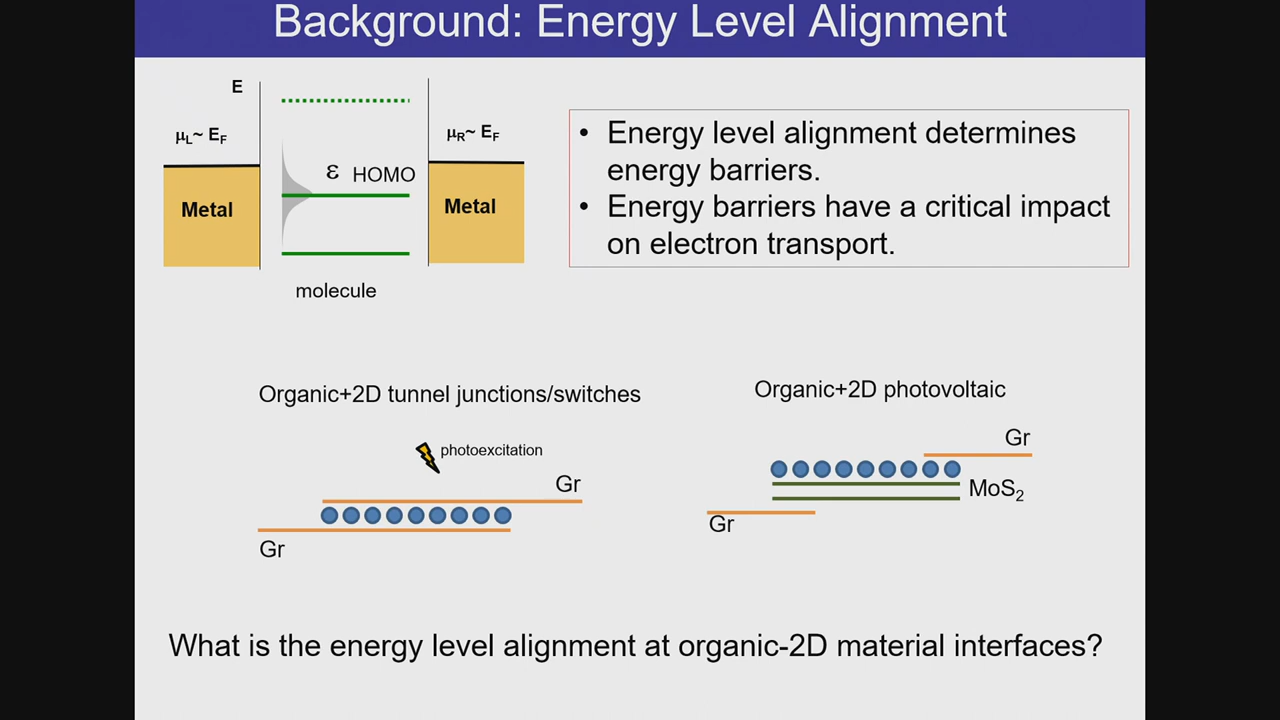 Background: Energy Level Alignment
E
μL~ EF
μR~ EF
ε HOMO
Metal
Metal
molecule
• Energy level alignment determines
energy barriers.
• Energy barriers have a critical impact
on electron transport.
Organic+2D tunnel junctions/switches
photoexcitation
Gr
Gr
Organic+2D photovoltaic
Gr
MoS₂
Gr
What is the energy level alignment at organic-2D material interfaces?